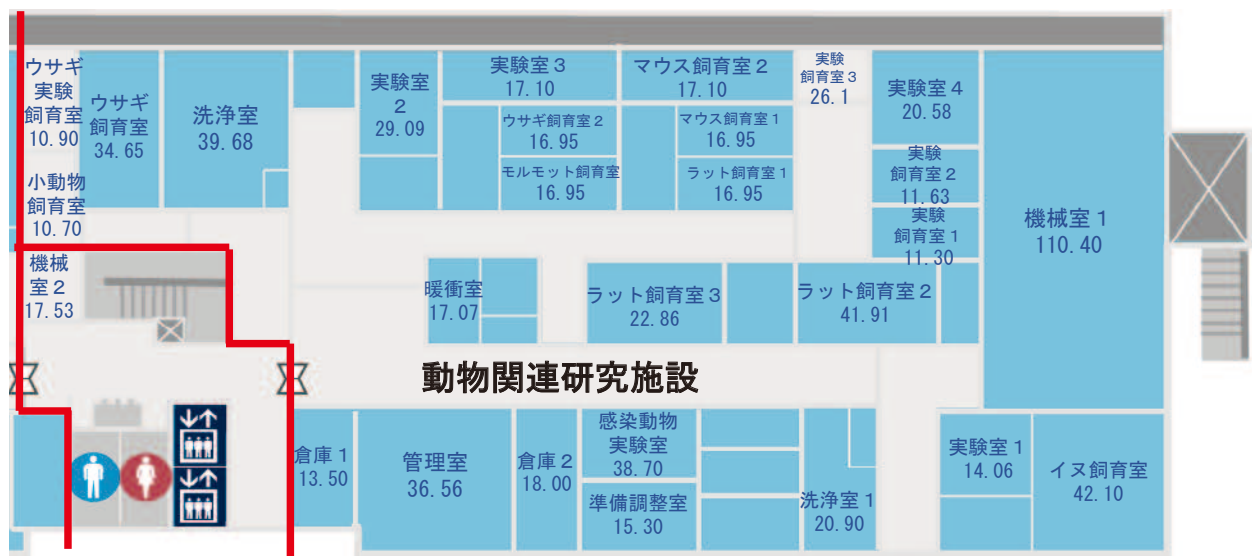 ウサギ
実験
飼育室
10.90
ウサギ
飼育室
34.65
洗浄室
39.68
小動物
飼育室
10.70
機械
室2
17.53
実験室
2
29.09
実験室3
17.10
マウス飼育室2
17.10
ウサギ飼育室2
16.95
マウス飼育室1
16.95
モルモット飼育室
16.95
ラット飼育室1
16.95
実験
飼育室3
26.1
実験室4
20.58
実験
飼育室2
11.63
実験
飼育室1
11.30
機械室1
110.40
暖衝室
17.07
ラット飼育室3
22.86
ラット飼育室2
41.91
動物関連研究施設
倉庫1
13.50
管理室
36.56
倉庫2
18.00
感染動物
実験室
38.70
準備調整室
15.30
洗浄室1
20.90
実験室1
14.06
イヌ飼育室
42.10